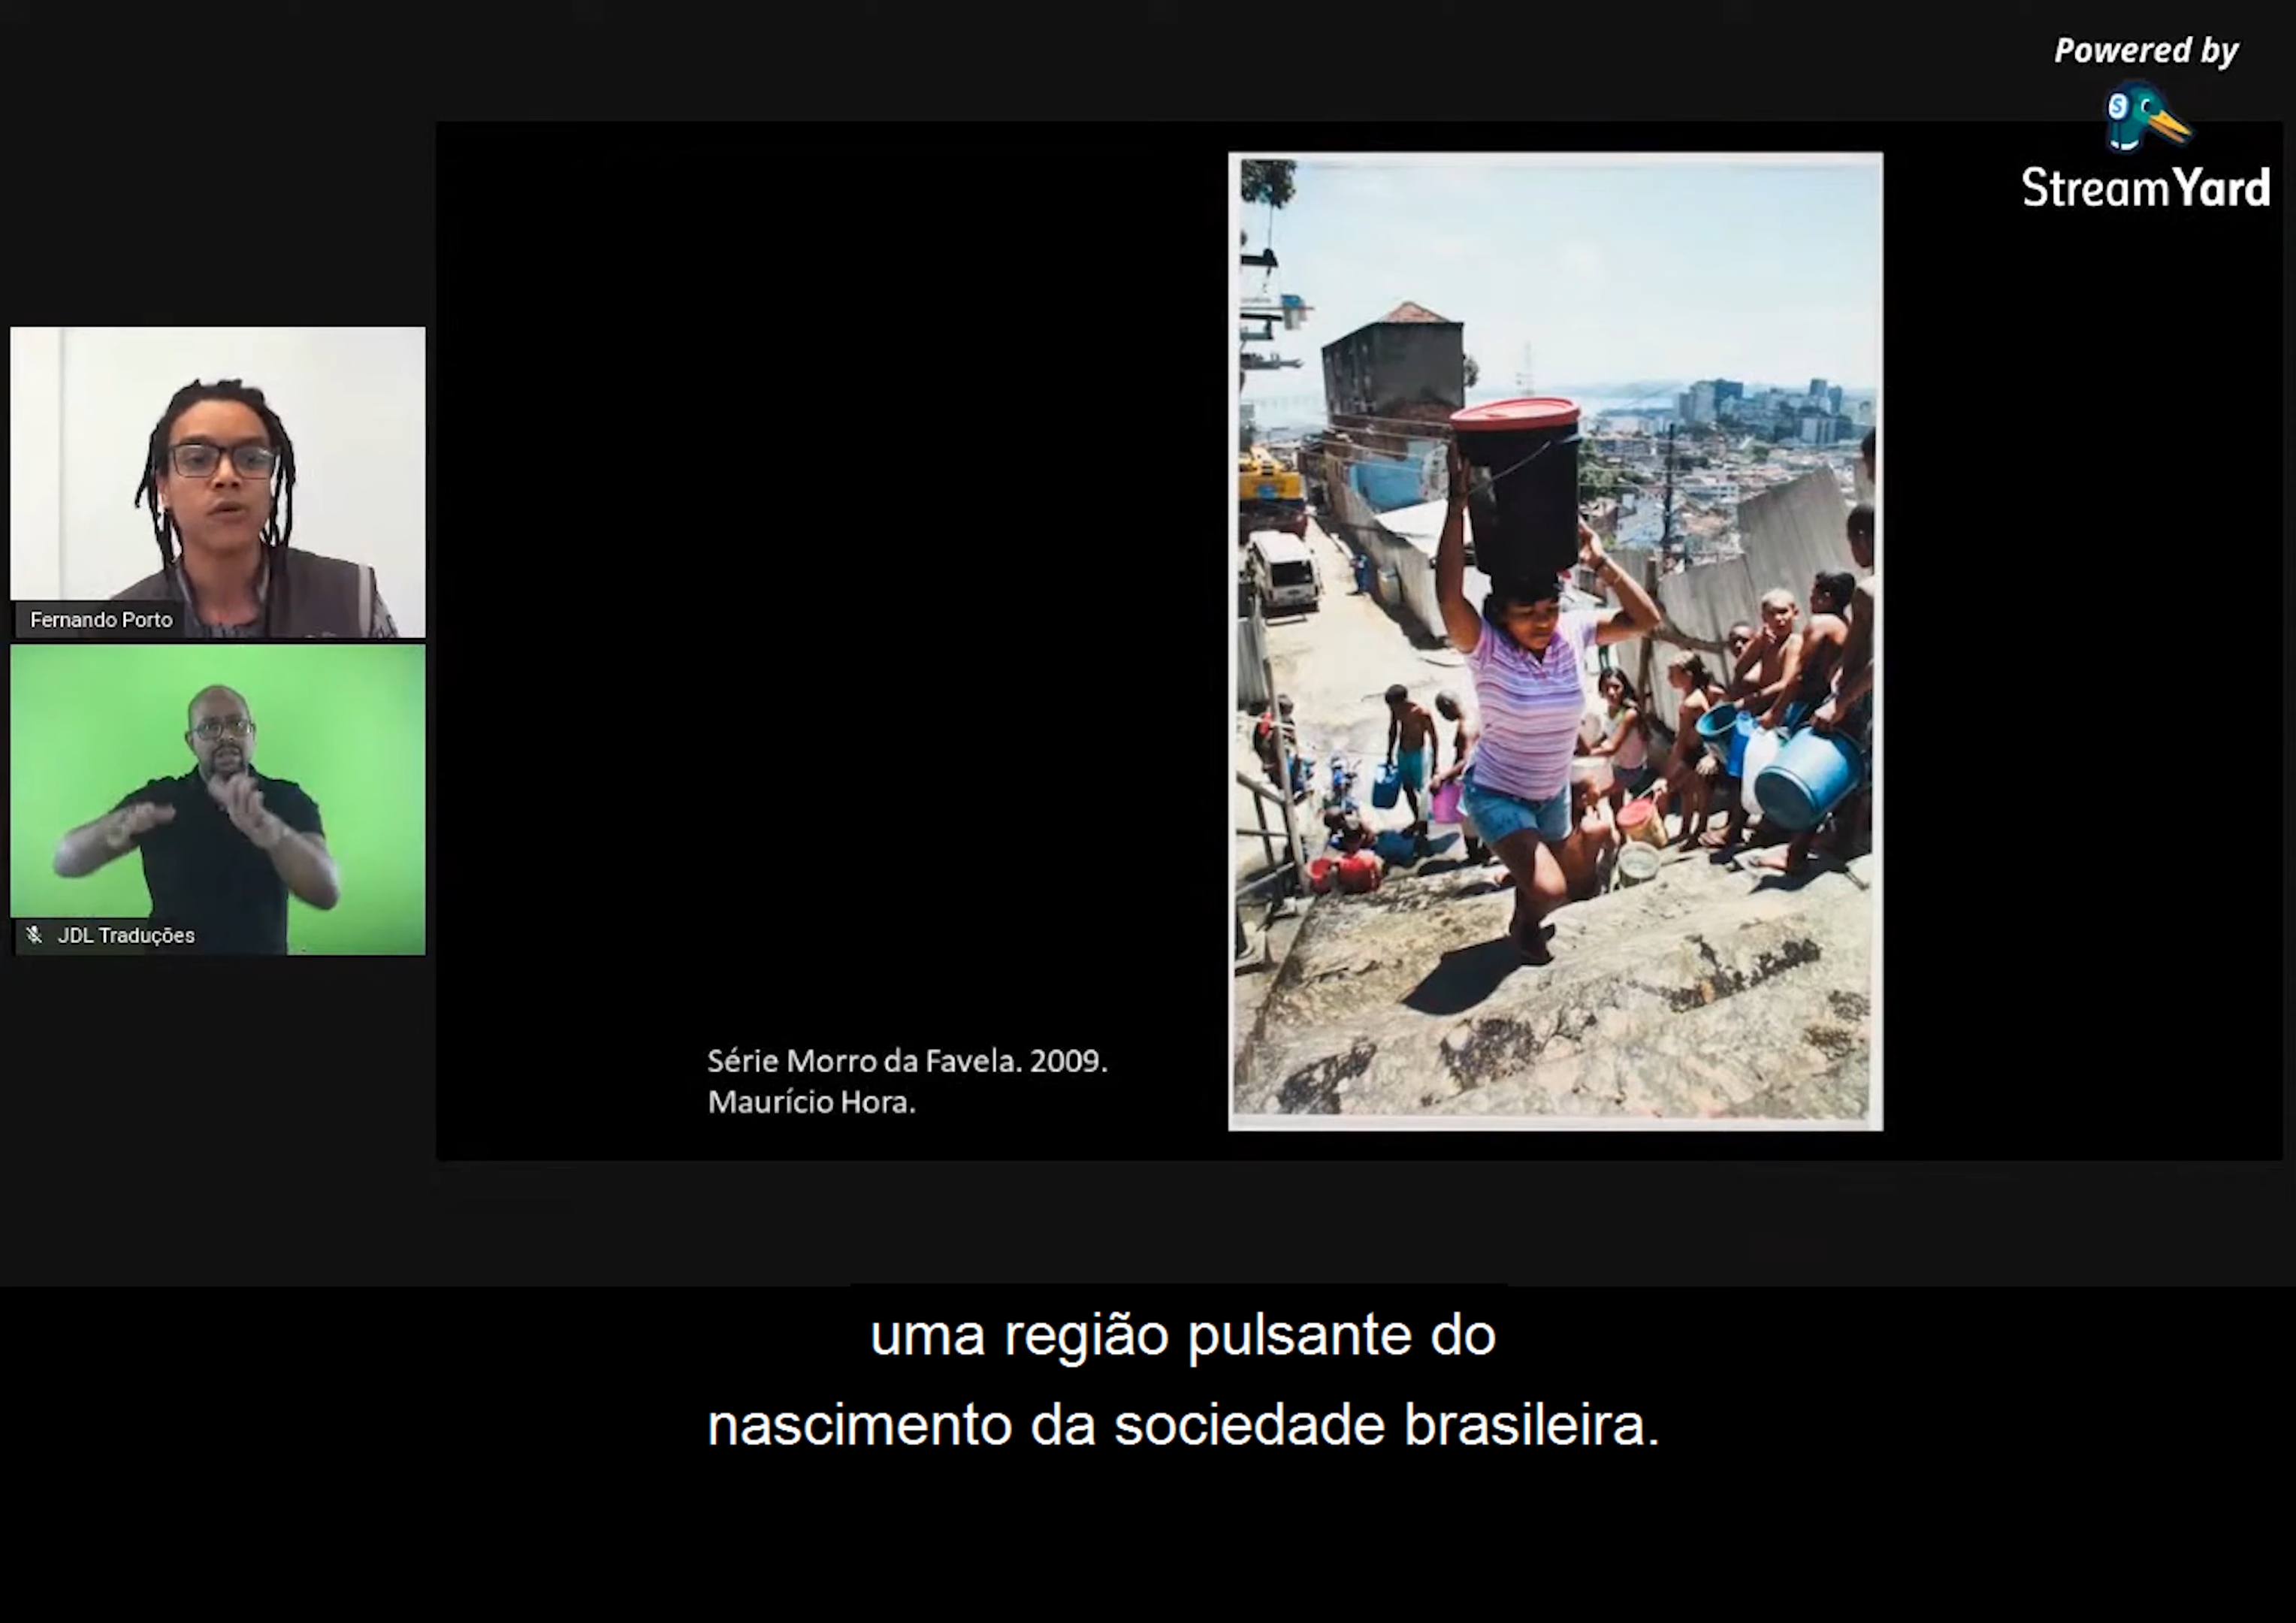 Powered by
StreamYard
Fernando Porto
JDL Traduções
Série Morro da Favela. 2009.
Maurício Hora.
uma região pulsante do
nascimento da sociedade brasileira.